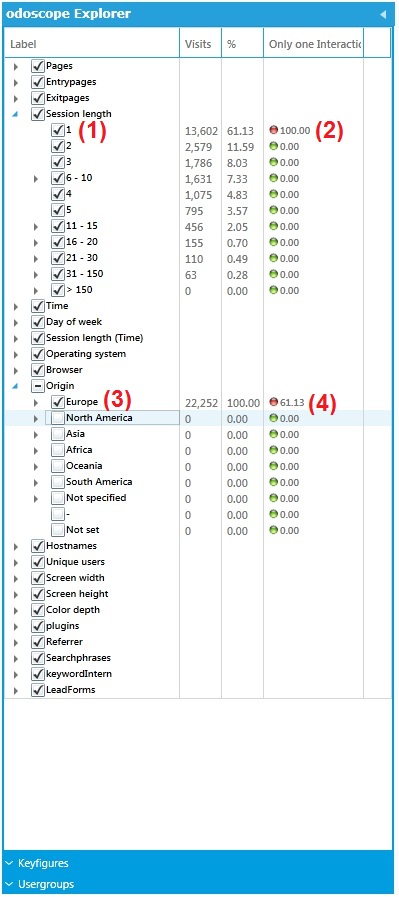 odoscope Explorer
Label Visits % Only one Interactic
Pages
Entrypages
Exitpages
Session length
1 (1) 13,602 61.13 100.00 (2)
2 2,579 11.59 0.00
3 1,786 8.03 0.00
6 - 10 1,631 7.33 0.00
4 1,075 4.83 0.00
5 795 3.57 0.00
11 - 15 456 2.05 0.00
16 - 20 155 0.70 0.00
21 - 30 110 0.49 0.00
31 - 150 63 0.28 0.00
> 150 0 0.00 0.00
Time
Day of week
Session length (Time)
Operating system
Browser
Origin
Europe (3) 22,252 100.00 61.13 (4)
North America 0 0.00 0.00
Asia 0 0.00 0.00
Africa 0 0.00 0.00
Oceania 0 0.00 0.00
South America 0 0.00 0.00
Not specified 0 0.00 0.00
- 0 0.00 0.00
Not set 0 0.00 0.00
Hostnames
Unique users
Screen width
Screen height
Color depth
plugins
Referrer
Searchphrases
keywordIntern
LeadForms
Keyfigures
Usergroups